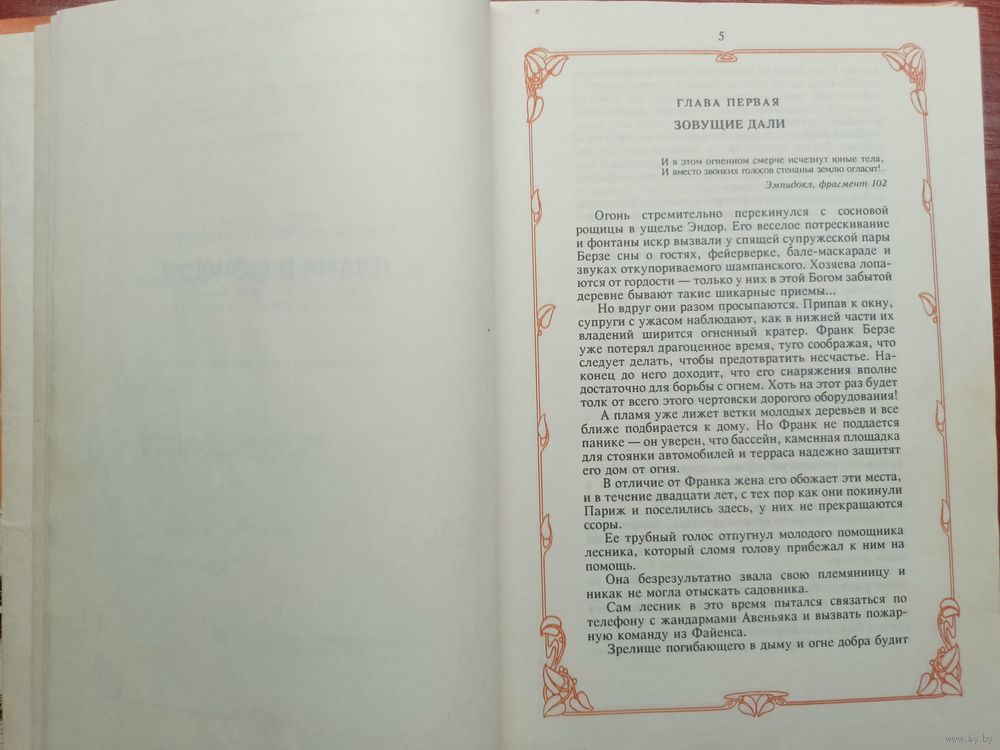 5
ГЛАВА ПЕРВАЯ
ЗОВУЩИЕ ДАЛИ
И в этом огненном смерче исчезнут юные тела,
И вместо звонких голосов стенанья землю огласят!..
Эмпидокл, фрагмент 102
Огонь стремительно перекинулся с сосновой
рощицы в ущелье Эндор. Его веселое потрескивание
и фонтаны искр вызвали у спящей супружеской пары
Берзе сны о гостях, фейерверке, бале-маскараде и
звуках откупориваемого шампанского. Хозяева лопа-
ются от гордости — только у них в этой Богом забытой
деревне бывают такие шикарные приемы...
Но вдруг они разом просыпаются. Припав к окну,
супруги с ужасом наблюдают, как в нижней части их
владений ширится огненный кратер. Франк Берзе
уже потерял драгоценное время, туго соображая, что
следует делать, чтобы предотвратить несчастье. На-
конец до него доходит, что его снаряжения вполне
достаточно для борьбы с огнем. Хоть на этот раз будет
толк от всего этого чертовски дорогого оборудования!
А пламя уже лижет ветки молодых деревьев и все
ближе подбирается к дому. Но Франк не поддается
панике — он уверен, что бассейн, каменная площадка
для стоянки автомобилей и терраса надежно защитят
его дом от огня.
В отличие от Франка жена его обожает эти места,
и в течение двадцати лет, с тех пор как они покинули
Париж и поселились здесь, у них не прекращаются
ссоры.
Ее трубный голос отпугнул молодого помощника
лесника, который сломя голову прибежал к ним на
помощь.
Она безрезультатно звала свою племянницу и
никак не могла отыскать садовника.
Сам лесник в это время пытался связаться по
телефону с жандармами Авеньяка и вызвать пожар-
ную команду из Файенса.
Зрелище погибающего в дыму и огне добра будит
www.ay.by